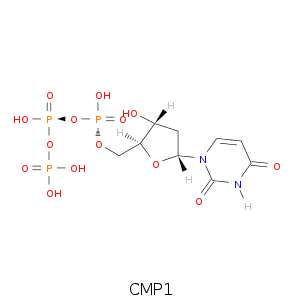 O OH
HO P O P O HO H
O O H
O P OH O N
OH O N O
H H
CMP1